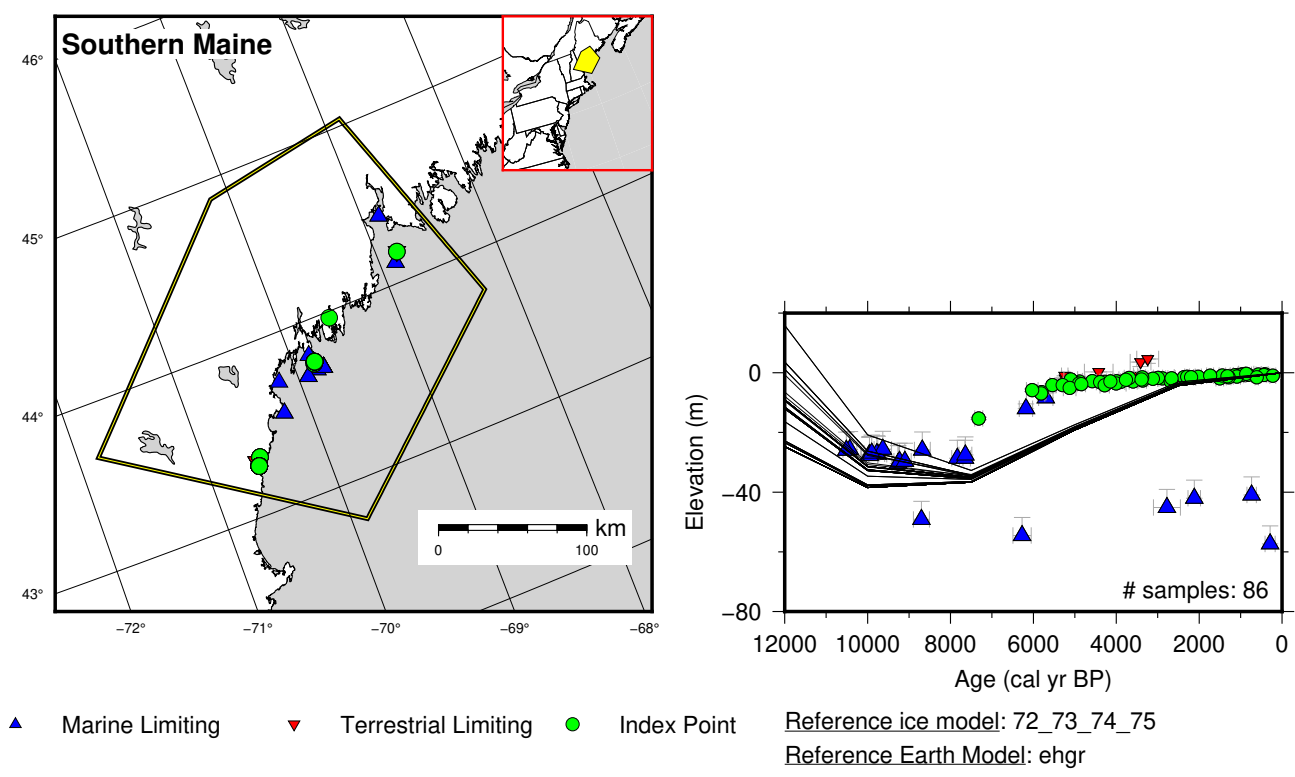 Southern Maine
46°
45°
44°
43°
−72°
−71°
−70°
−69°
−68°
km
0
100
0
−40
−80
Elevation (m)
# samples: 86
12000
10000
8000
6000
4000
2000
0
Age (cal yr BP)
Marine Limiting
Terrestrial Limiting
Index Point
Reference ice model: 72_73_74_75
Reference Earth Model: ehgr